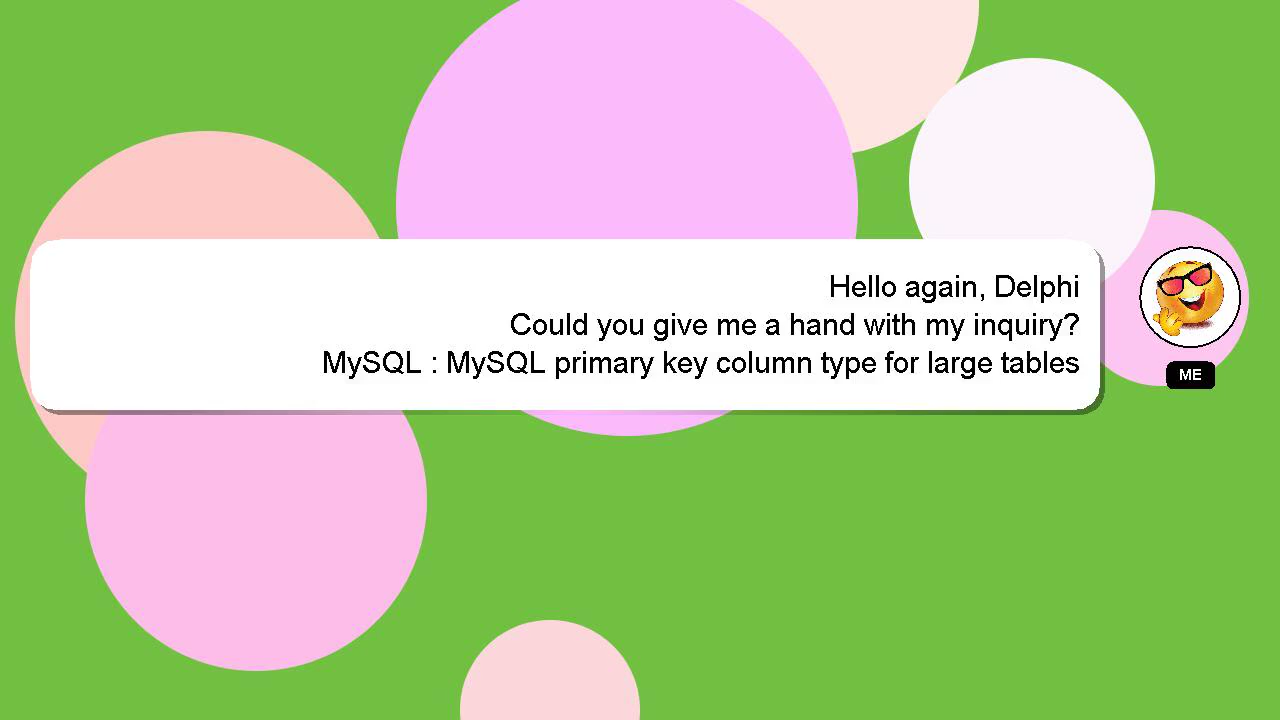 Hello again, Delphi
Could you give me a hand with my inquiry?
MySQL : MySQL primary key column type for large tables
ME